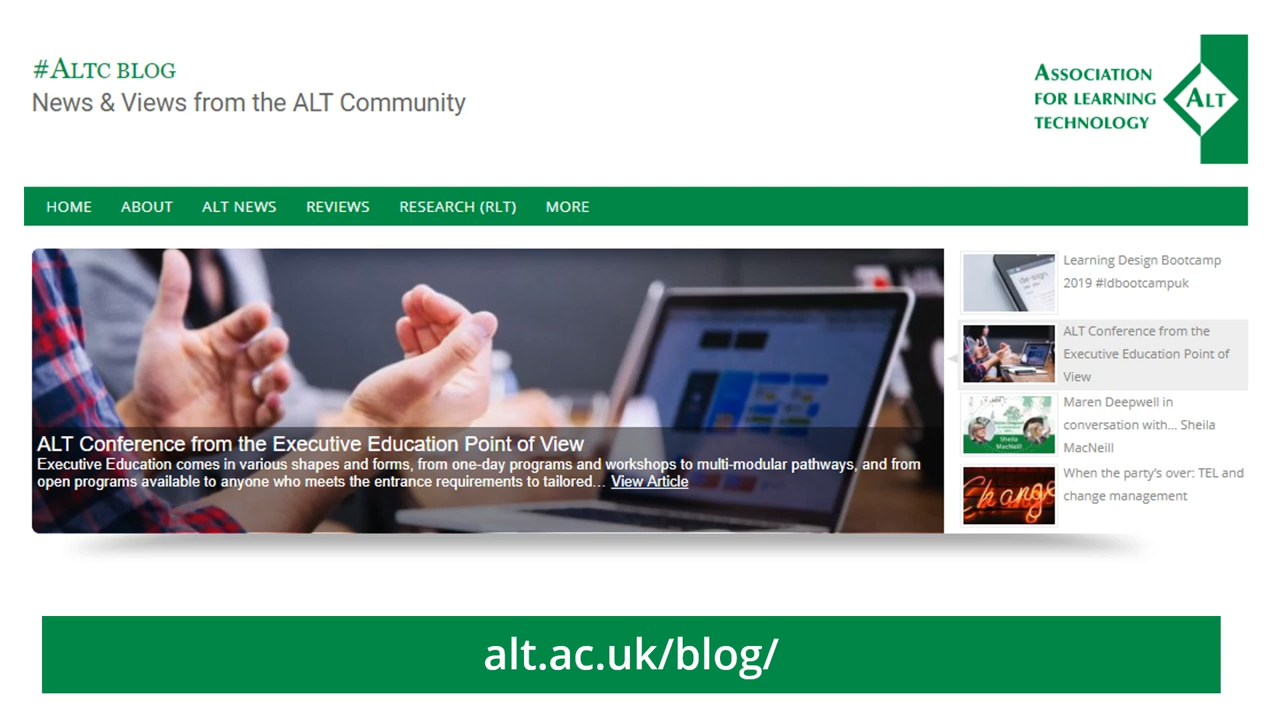 #ALTC BLOG
News & Views from the ALT Community
ASSOCIATION
FOR LEARNING
TECHNOLOGY
ALT
HOME ABOUT ALT NEWS REVIEWS RESEARCH (RLT) MORE
ALT Conference from the Executive Education Point of View
Executive Education comes in various shapes and forms, from one-day programs and workshops to multi-modular pathways, and from
open programs available to anyone who meets the entrance requirements to tailored... View Article
Learning Design Bootcamp
2019 #ldbootcampuk
ALT Conference from the
Executive Education Point of
View
Maren Deepwell in
conversation with... Sheila
MacNeill
Sheila
MacNeill
When the party's over: TEL and
change management
Change
alt.ac.uk/blog/